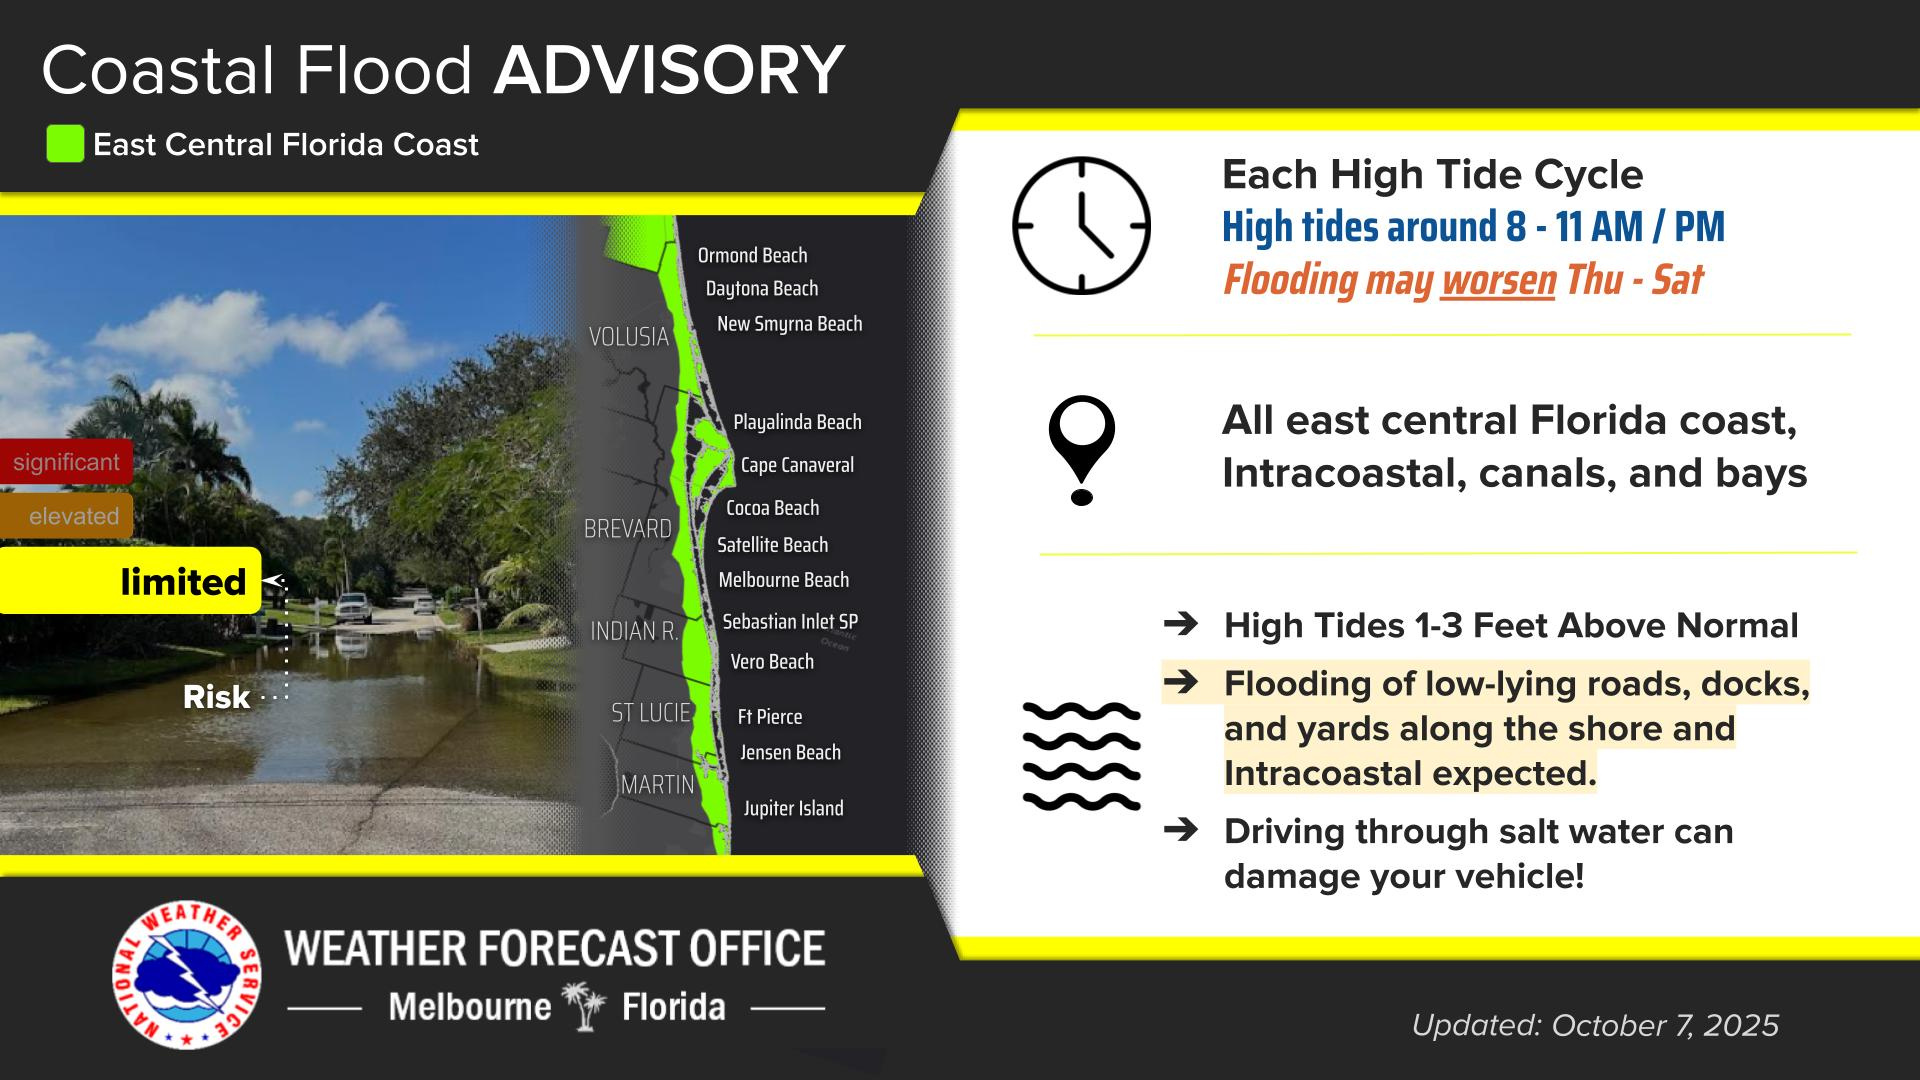 Coastal Flood ADVISORY
East Central Florida Coast
significant
elevated
limited
Risk
VOLUSIA
BREVARD
INDIAN R.
ST LUCIE
MARTIN
Ormond Beach
Daytona Beach
New Smyrna Beach
Playalinda Beach
Cape Canaveral
Cocoa Beach
Satellite Beach
Melbourne Beach
Sebastian Inlet SP
Vero Beach
Ft Pierce
Jensen Beach
Jupiter Island
Ocean
Each High Tide Cycle
High tides around 8 - 11 AM / PM
Flooding may worsen Thu - Sat
All east central Florida coast,
Intracoastal, canals, and bays
➔ High Tides 1-3 Feet Above Normal
➔ Flooding of low-lying roads, docks,
and yards along the shore and
Intracoastal expected.
➔ Driving through salt water can
damage your vehicle!
NATIONAL WEATHER SERVICE
WEATHER FORECAST OFFICE
Melbourne Florida
Updated: October 7, 2025